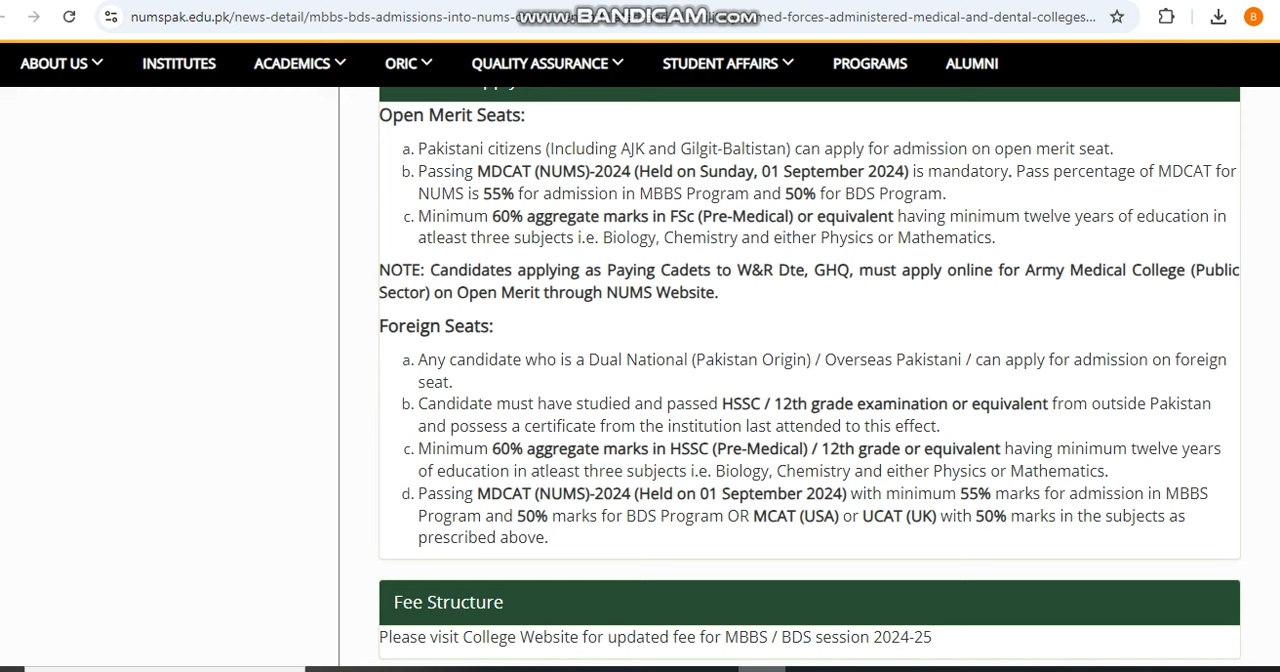 numspak.edu.pk/news-detail/mbbs-bds-admissions-into-nums-
www.BANDICAM.com
med-forces-administered-medical-and-dental-colleges...
B
ABOUT US INSTITUTES ACADEMICS ORIC QUALITY ASSURANCE STUDENT AFFAIRS PROGRAMS ALUMNI
Open Merit Seats:
a. Pakistani citizens (Including AJK and Gilgit-Baltistan) can apply for admission on open merit seat.
b. Passing MDCAT (NUMS)-2024 (Held on Sunday, 01 September 2024) is mandatory. Pass percentage of MDCAT for
NUMS is 55% for admission in MBBS Program and 50% for BDS Program.
c. Minimum 60% aggregate marks in FSc (Pre-Medical) or equivalent having minimum twelve years of education in
atleast three subjects i.e. Biology, Chemistry and either Physics or Mathematics.
NOTE: Candidates applying as Paying Cadets to W&R Dte, GHQ, must apply online for Army Medical College (Public
Sector) on Open Merit through NUMS Website.
Foreign Seats:
a. Any candidate who is a Dual National (Pakistan Origin) / Overseas Pakistani / can apply for admission on foreign
seat.
b. Candidate must have studied and passed HSSC / 12th grade examination or equivalent from outside Pakistan
and possess a certificate from the institution last attended to this effect.
c. Minimum 60% aggregate marks in HSSC (Pre-Medical) / 12th grade or equivalent having minimum twelve years
of education in atleast three subjects i.e. Biology, Chemistry and either Physics or Mathematics.
d. Passing MDCAT (NUMS)-2024 (Held on 01 September 2024) with minimum 55% marks for admission in MBBS
Program and 50% marks for BDS Program OR MCAT (USA) or UCAT (UK) with 50% marks in the subjects as
prescribed above.
Fee Structure
Please visit College Website for updated fee for MBBS / BDS session 2024-25